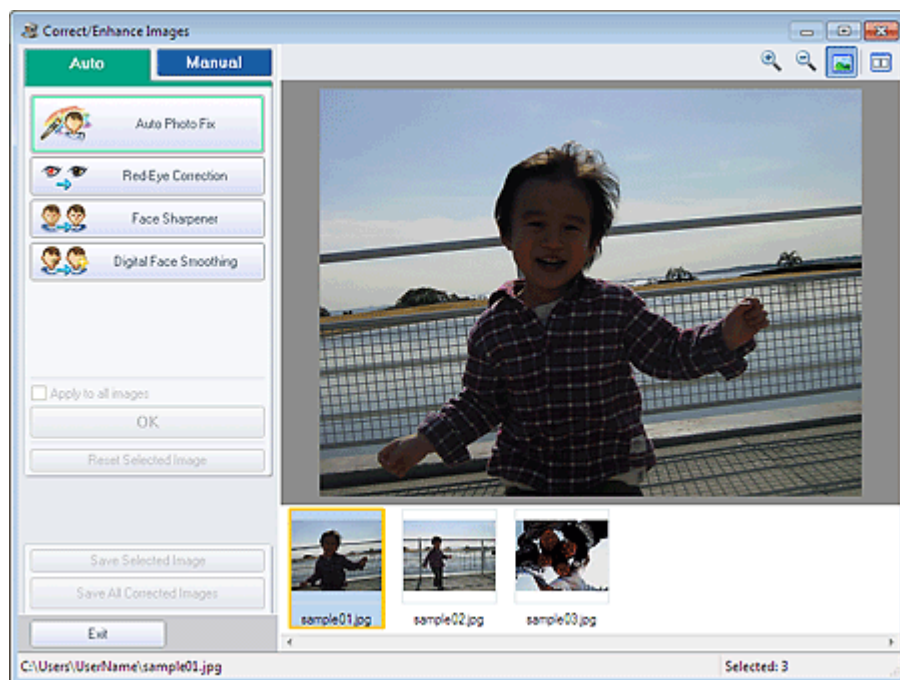 Correct/Enhance Images
Auto
Manual
Auto Photo Fix
Red-Eye Correction
Face Sharpener
Digital Face Smoothing
Apply to all images
OK
Reset Selected Image
Save Selected Image
Save All Corrected Images
Exit
sample01.jpg
sample02.jpg
sample03.jpg
C:\Users\UserName\sample01.jpg
Selected: 3